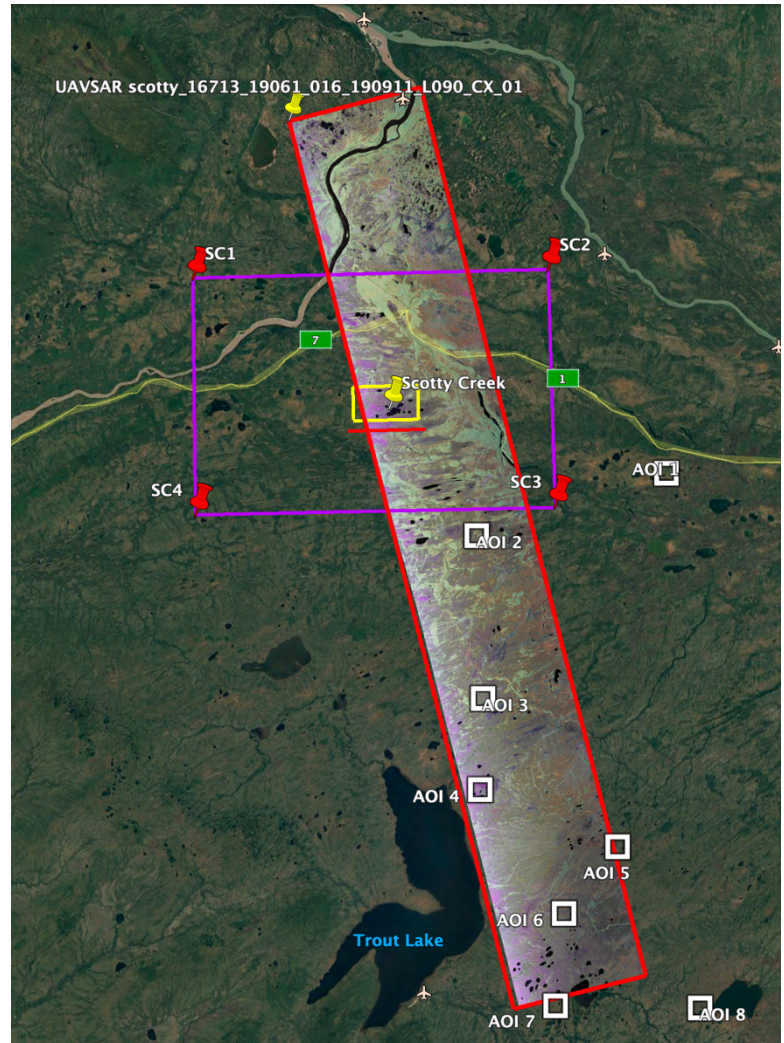 UAVSAR scotty_16713_19061_016_190911_L090_CX_01
SC1
SC2
7
Scotty Creek
1
AOI 1
SC4
SC3
AOI 2
AOI 3
AOI 4
AOI 5
AOI 6
Trout Lake
AOI 7
AOI 8